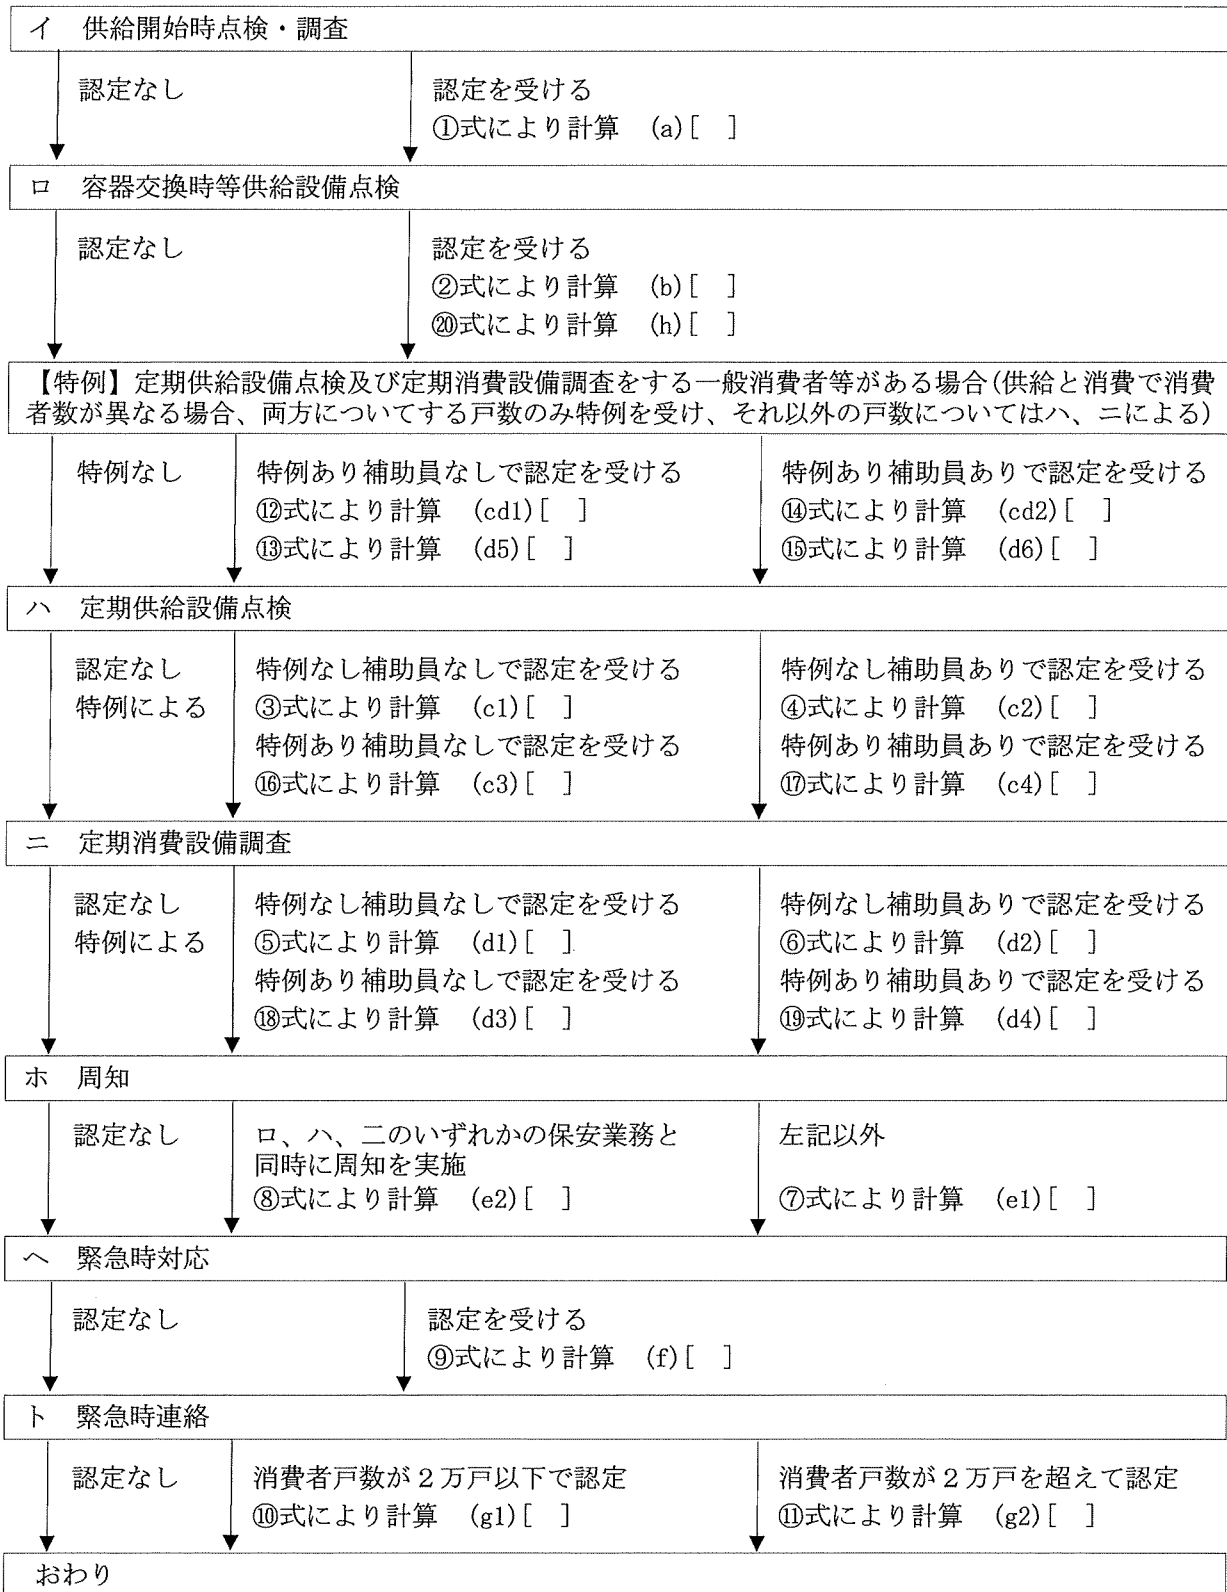 イ　供給開始時点検・調査
認定なし　認定を受ける
①式により計算　(a)[　]
ロ　容器交換時等供給設備点検
認定なし　認定を受ける
②式により計算　(b)[　]
⑳式により計算　(h)[　]
【特例】定期供給設備点検及び定期消費設備調査をする一般消費者等がある場合(供給と消費で消費
者数が異なる場合、両方についてする戸数のみ特例を受け、それ以外の戸数についてはハ、ニによる)
特例なし　特例あり補助員なしで認定を受ける　特例あり補助員ありで認定を受ける
⑫式により計算　(cd1)[　]　⑭式により計算　(cd2)[　]
⑬式により計算　(d5)[　]　⑮式により計算　(d6)[　]
ハ　定期供給設備点検
認定なし　特例なし補助員なしで認定を受ける　特例なし補助員ありで認定を受ける
特例による　③式により計算　(c1)[　]　④式により計算　(c2)[　]
特例あり補助員なしで認定を受ける　特例あり補助員ありで認定を受ける
⑯式により計算　(c3)[　]　⑰式により計算　(c4)[　]
ニ　定期消費設備調査
認定なし　特例なし補助員なしで認定を受ける　特例なし補助員ありで認定を受ける
特例による　⑤式により計算　(d1)[　]　⑥式により計算　(d2)[　]
特例あり補助員なしで認定を受ける　特例あり補助員ありで認定を受ける
⑱式により計算　(d3)[　]　⑲式により計算　(d4)[　]
ホ　周知
認定なし　ロ、ハ、ニのいずれかの保安業務と　左記以外
同時に周知を実施
⑧式により計算　(e2)[　]　⑦式により計算　(e1)[　]
ヘ　緊急時対応
認定なし　認定を受ける
⑨式により計算　(f)[　]
ト　緊急時連絡
認定なし　消費者戸数が２万戸以下で認定　消費者戸数が２万戸を超えて認定
⑩式により計算　(g1)[　]　⑪式により計算　(g2)[　]
おわり